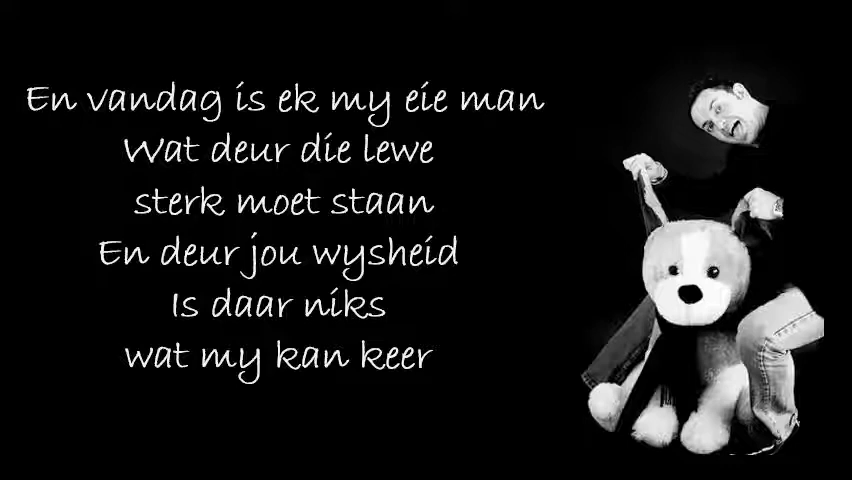 En vandag is ek my eie man
Wat deur die lewe
sterk moet staan
En deur jou wysheid
Is daar niks
wat my kan keer